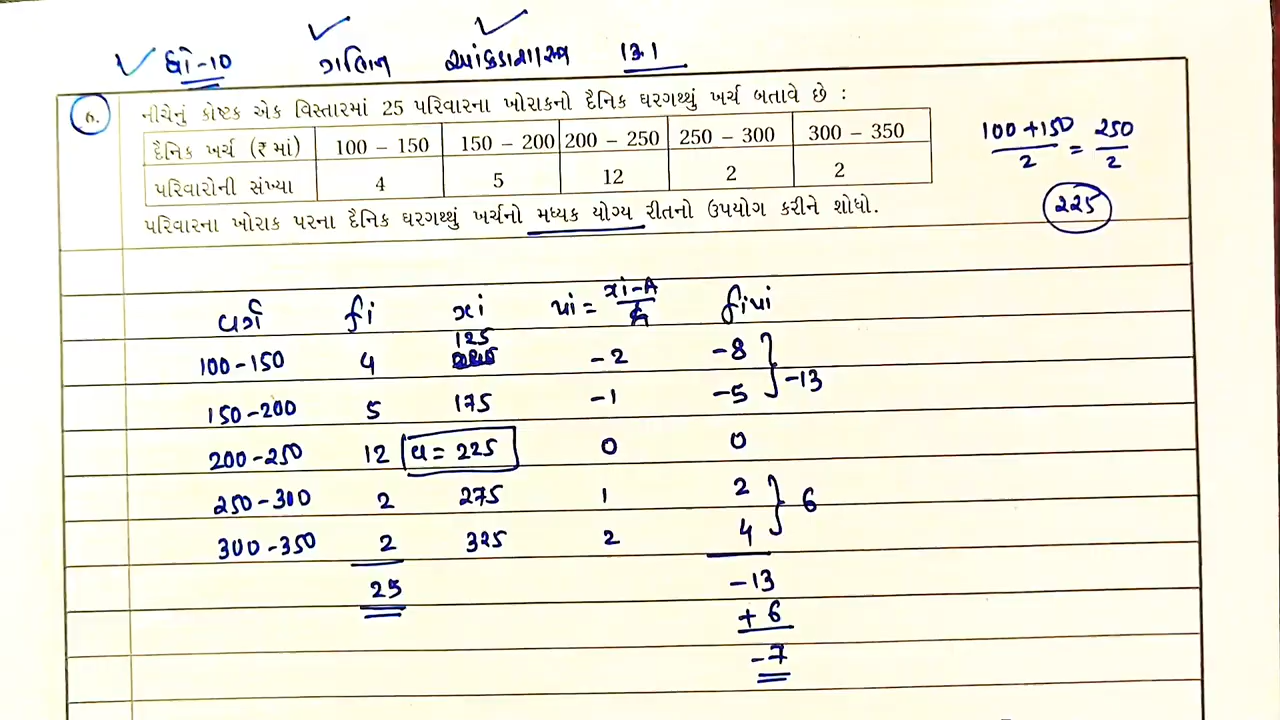 ધો-10 ગણિત આંકડાશાસ્ત્ર 13.1
6. નીચેનું કોષ્ટક એક વિસ્તારમાં 25 પરિવારના ખોરાકનો દૈનિક ઘરગથ્થું ખર્ચ બતાવે છે :
દૈનિક ખર્ચ (₹ માં) 100 – 150 150 – 200 200 – 250 250 – 300 300 – 350
પરિવારોની સંખ્યા 4 5 12 2 2
પરિવારના ખોરાક પરના દૈનિક ઘરગથ્થું ખર્ચનો મધ્યક યોગ્ય રીતનો ઉપયોગ કરીને શોધો.
100+150 / 2 = 250 / 2
225
વર્ગ fi xi ui = xi-A / h fiui
100-150 4 125 -2 -8 } -13
150-200 5 175 -1 -5
200-250 12 a = 225 0 0
250-300 2 275 1 2 } 6
300-350 2 325 2 4
25 -13
+ 6
-7